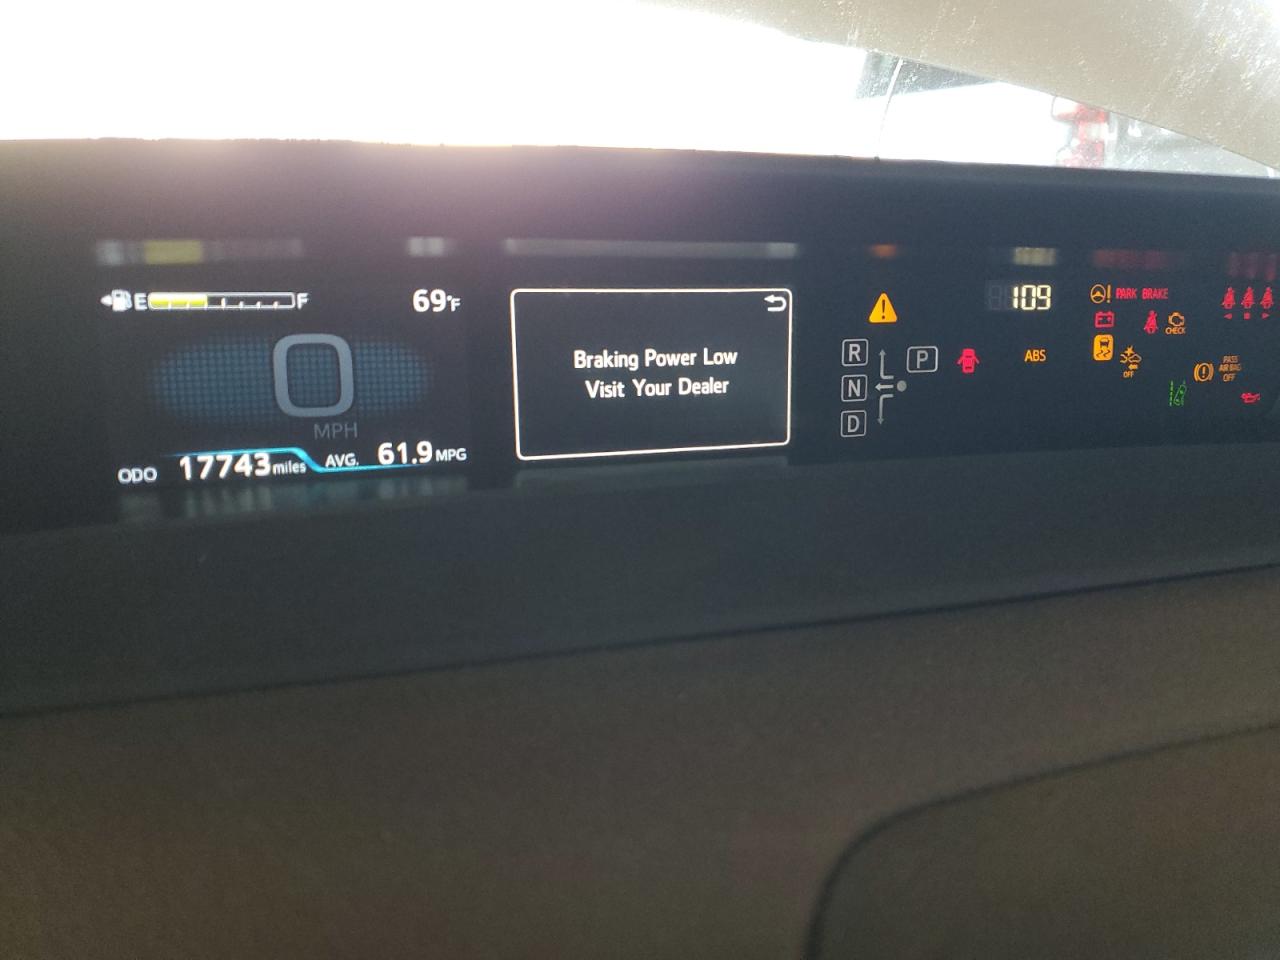 E F
69°F
0
MPH
ODO 17743 miles AVG. 61.9 MPG
Braking Power Low
Visit Your Dealer
R
N
D
P
109
ABS
PARK BRAKE
CHECK
OFF
PASS
AIR BAG
OFF